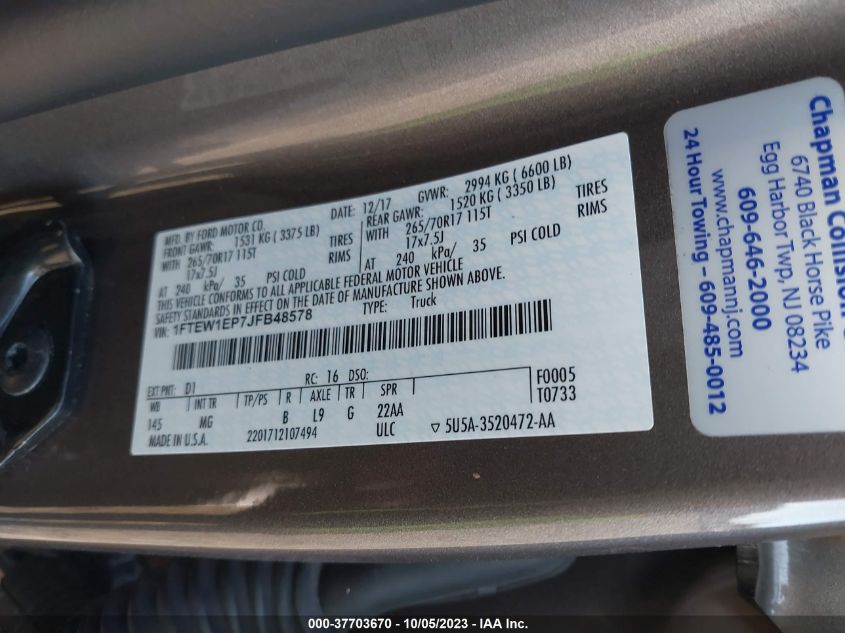 MFD. BY FORD MOTOR CO.
DATE: 12/17
GVWR: 2994 KG ( 6600 LB)
FRONT GAWR: 1531 KG ( 3375 LB)
REAR GAWR: 1520 KG ( 3350 LB)
WITH 265/70R17 115T TIRES
WITH 265/70R17 115T TIRES
17x7.5J RIMS
17x7.5J RIMS
AT 240 kPa/ 35 PSI COLD
AT 240 kPa/ 35 PSI COLD
THIS VEHICLE CONFORMS TO ALL APPLICABLE FEDERAL MOTOR VEHICLE
SAFETY STANDARDS IN EFFECT ON THE DATE OF MANUFACTURE SHOWN ABOVE.
VIN: 1FTEW1EP7JFB48578
TYPE: Truck
EXT PNT: D1 RC: 16 DSO: F0005
WB INT TR TP/PS R AXLE TR SPR T0733
145 MG B L9 G 22AA
MADE IN U.S.A. 2201712107494 ULC ▽ 5U5A-3520472-AA
Chapman Collision
6740 Black Horse Pike
Egg Harbor Twp, NJ 08234
609-646-2000
www.chapmannj.com
24 Hour Towing - 609-485-0012
000-37703670 - 10/05/2023 - IAA Inc.